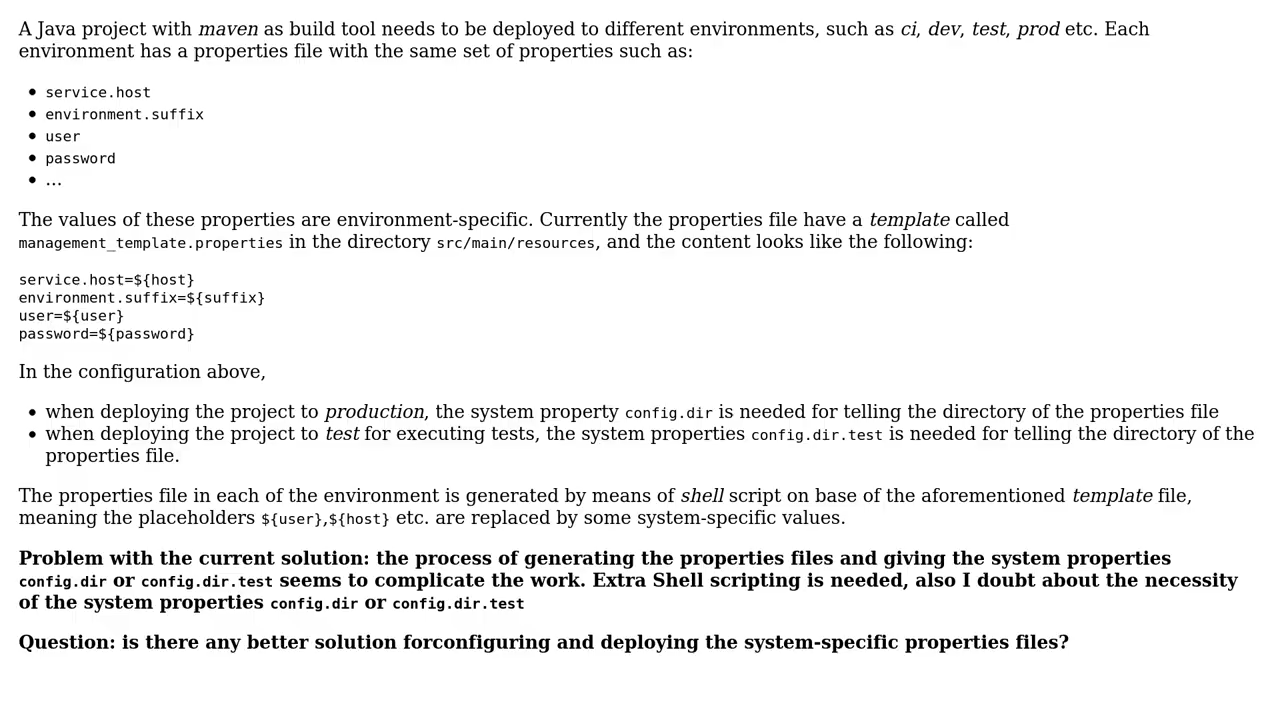 A Java project with maven as build tool needs to be deployed to different environments, such as ci, dev, test, prod etc. Each
environment has a properties file with the same set of properties such as:
• service.host
• environment.suffix
• user
• password
• ...
The values of these properties are environment-specific. Currently the properties file have a template called
management_template.properties in the directory src/main/resources, and the content looks like the following:
service.host=${host}
environment.suffix=${suffix}
user=${user}
password=${password}
In the configuration above,
• when deploying the project to production, the system property config.dir is needed for telling the directory of the properties file
• when deploying the project to test for executing tests, the system properties config.dir.test is needed for telling the directory of the
properties file.
The properties file in each of the environment is generated by means of shell script on base of the aforementioned template file,
meaning the placeholders ${user},${host} etc. are replaced by some system-specific values.
Problem with the current solution: the process of generating the properties files and giving the system properties
config.dir or config.dir.test seems to complicate the work. Extra Shell scripting is needed, also I doubt about the necessity
of the system properties config.dir or config.dir.test
Question: is there any better solution forconfiguring and deploying the system-specific properties files?